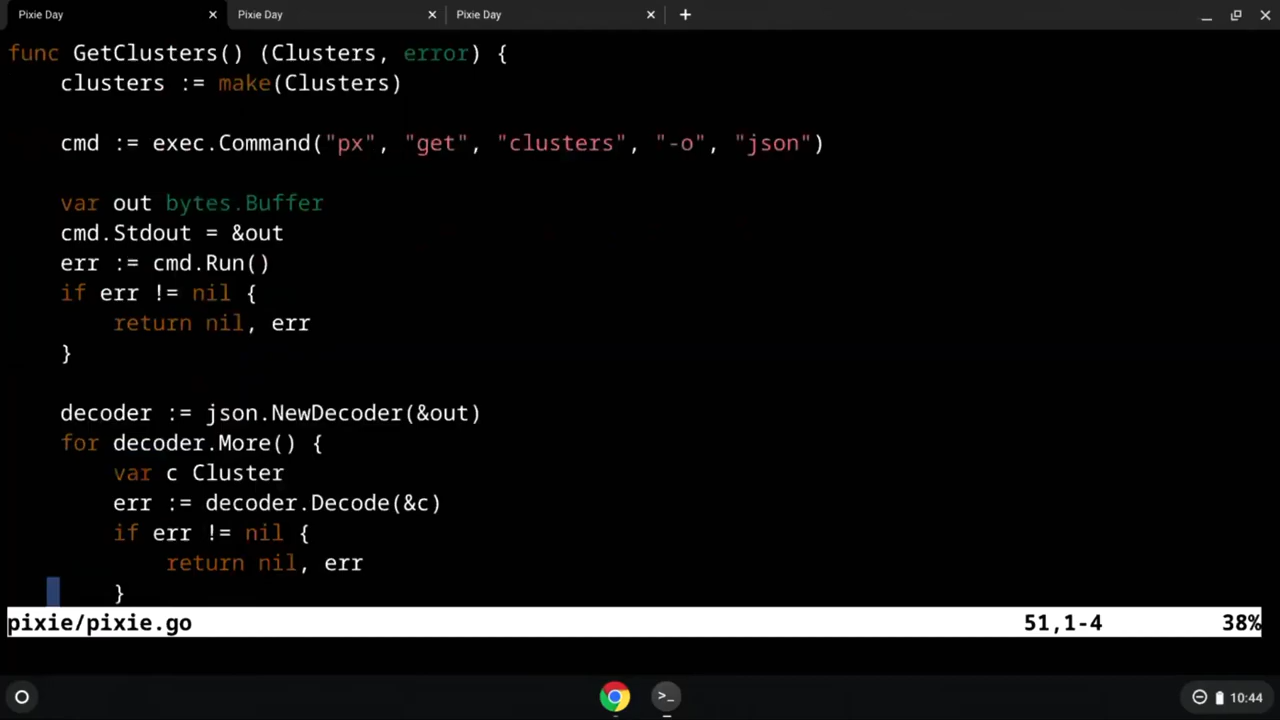 Pixie Day
Pixie Day
Pixie Day
func GetClusters() (Clusters, error) {
    clusters := make(Clusters)
    cmd := exec.Command("px", "get", "clusters", "-o", "json")
    var out bytes.Buffer
    cmd.Stdout = &out
    err := cmd.Run()
    if err != nil {
        return nil, err
    }
    decoder := json.NewDecoder(&out)
    for decoder.More() {
        var c Cluster
        err := decoder.Decode(&c)
        if err != nil {
            return nil, err
        }
pixie/pixie.go 51,1-4 38%
>_
10:44